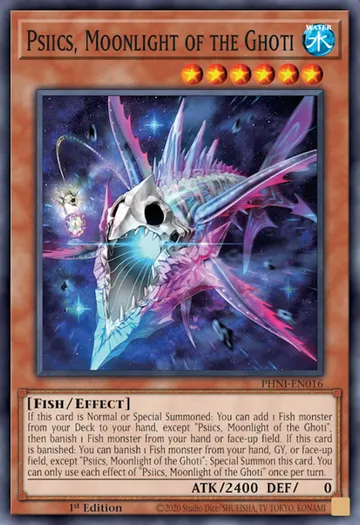 Psiics, Moonlight of the Ghoti
WATER
水
PHNI-EN016
[Fish/Effect]
If this card is Normal or Special Summoned: You can add 1 Fish monster
from your Deck to your hand, except "Psiics, Moonlight of the Ghoti",
then banish 1 Fish monster from your hand or face-up field. If this card
is banished: You can banish 1 Fish monster from your hand, GY, or face-up
field, except "Psiics, Moonlight of the Ghoti"; Special Summon this card. You
can only use each effect of "Psiics, Moonlight of the Ghoti" once per turn.
ATK/2400 DEF/ 0
1st Edition
©2020 Studio Dice/SHUEISHA, TV TOKYO, KONAMI